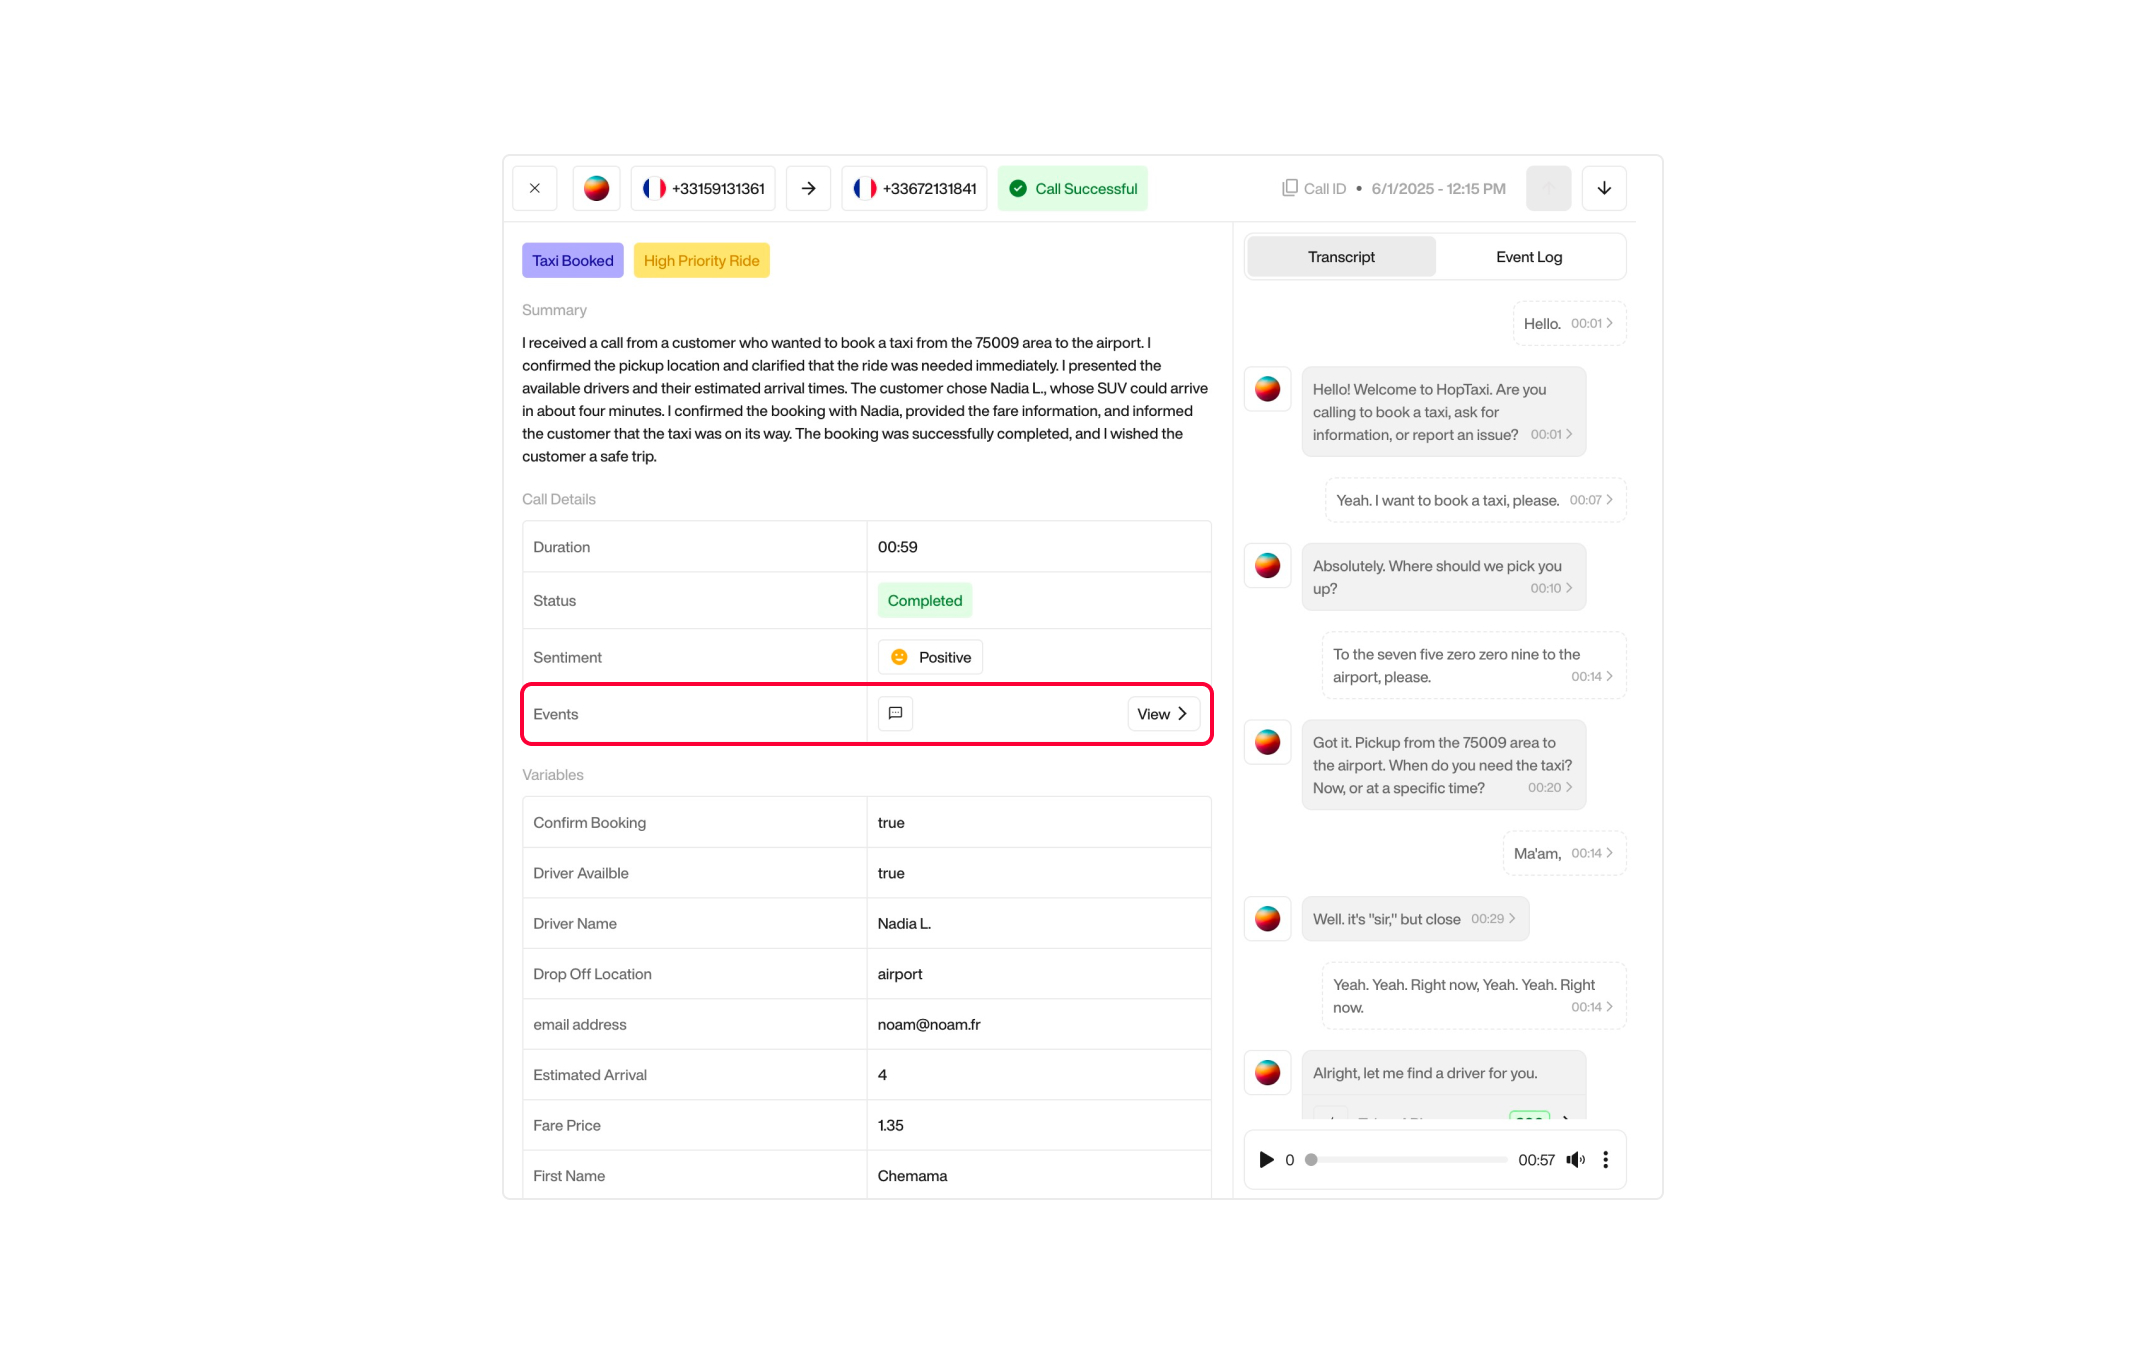 +33159131361
+33672131841
Call Successful
Call ID • 6/1/2025 - 12:15 PM
Taxi Booked
High Priority Ride
Summary
I received a call from a customer who wanted to book a taxi from the 75009 area to the airport. I
confirmed the pickup location and clarified that the ride was needed immediately. I presented the
available drivers and their estimated arrival times. The customer chose Nadia L., whose SUV could arrive
in about four minutes. I confirmed the booking with Nadia, provided the fare information, and informed
the customer that the taxi was on its way. The booking was successfully completed, and I wished the
customer a safe trip.
Call Details
Duration 00:59
Status Completed
Sentiment Positive
Events View
Variables
Confirm Booking true
Driver Availble true
Driver Name Nadia L.
Drop Off Location airport
email address noam@noam.fr
Estimated Arrival 4
Fare Price 1.35
First Name Chemama
Transcript Event Log
Hello. 00:01
Hello! Welcome to HopTaxi. Are you
calling to book a taxi, ask for
information, or report an issue? 00:01
Yeah. I want to book a taxi, please. 00:07
Absolutely. Where should we pick you
up? 00:10
To the seven five zero zero nine to the
airport, please. 00:14
Got it. Pickup from the 75009 area to
the airport. When do you need the taxi?
Now, or at a specific time? 00:20
Ma'am, 00:14
Well. it's "sir," but close 00:29
Yeah. Yeah. Right now, Yeah. Yeah. Right
now. 00:14
Alright, let me find a driver for you.
0 00:57